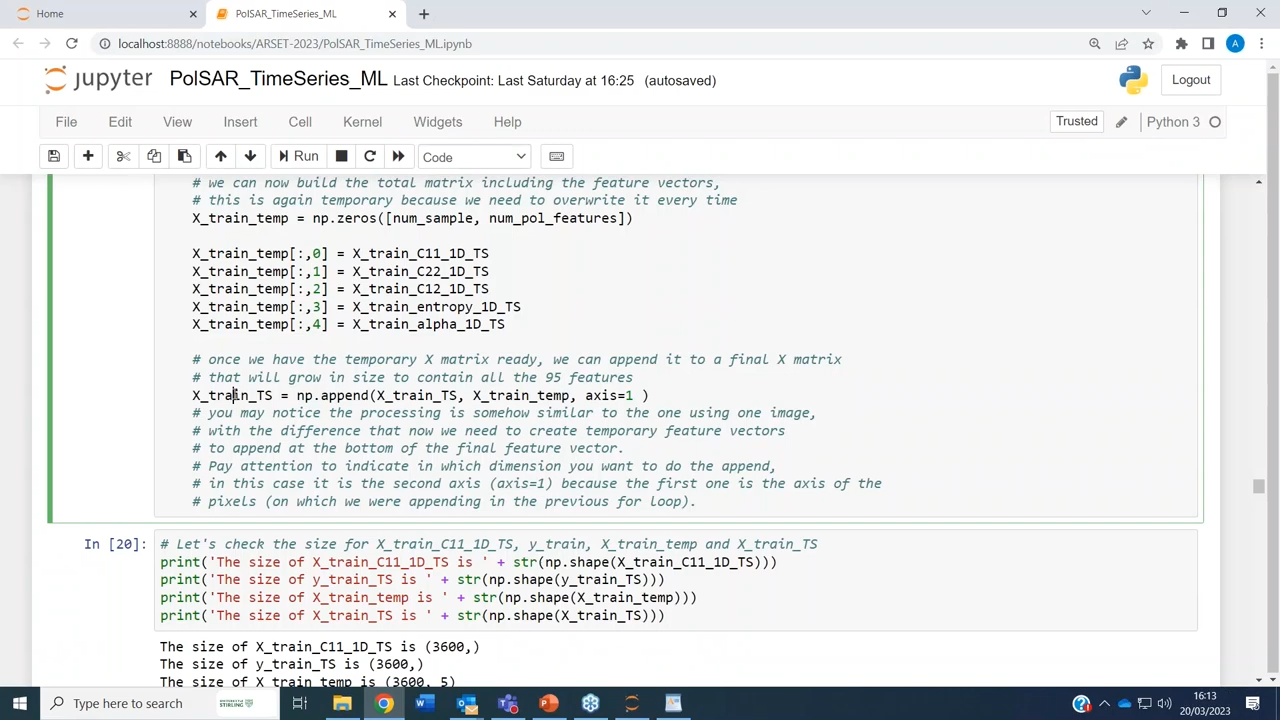 Home
PolSAR_TimeSeries_ML
localhost:8888/notebooks/ARSET-2023/PolSAR_TimeSeries_ML.ipynb
A
jupyter PolSAR_TimeSeries_ML Last Checkpoint: Last Saturday at 16:25 (autosaved)
Logout
File Edit View Insert Cell Kernel Widgets Help
Trusted
Python 3
Run
Code
# we can now build the total matrix including the feature vectors,
# this is again temporary because we need to overwrite it every time
X_train_temp = np.zeros([num_sample, num_pol_features])
X_train_temp[:,0] = X_train_C11_1D_TS
X_train_temp[:,1] = X_train_C22_1D_TS
X_train_temp[:,2] = X_train_C12_1D_TS
X_train_temp[:,3] = X_train_entropy_1D_TS
X_train_temp[:,4] = X_train_alpha_1D_TS
# once we have the temporary X matrix ready, we can append it to a final X matrix
# that will grow in size to contain all the 95 features
X_train_TS = np.append(X_train_TS, X_train_temp, axis=1 )
# you may notice the processing is somehow similar to the one using one image,
# with the difference that now we need to create temporary feature vectors
# to append at the bottom of the final feature vector.
# Pay attention to indicate in which dimension you want to do the append,
# in this case it is the second axis (axis=1) because the first one is the axis of the
# pixels (on which we were appending in the previous for loop).
In [20]:
# Let's check the size for X_train_C11_1D_TS, y_train, X_train_temp and X_train_TS
print('The size of X_train_C11_1D_TS is ' + str(np.shape(X_train_C11_1D_TS)))
print('The size of y_train_TS is ' + str(np.shape(y_train_TS)))
print('The size of X_train_temp is ' + str(np.shape(X_train_temp)))
print('The size of X_train_TS is ' + str(np.shape(X_train_TS)))
The size of X_train_C11_1D_TS is (3600,)
The size of y_train_TS is (3600,)
The size of X_train_temp is (3600, 5)
Type here to search
16:13
20/03/2023